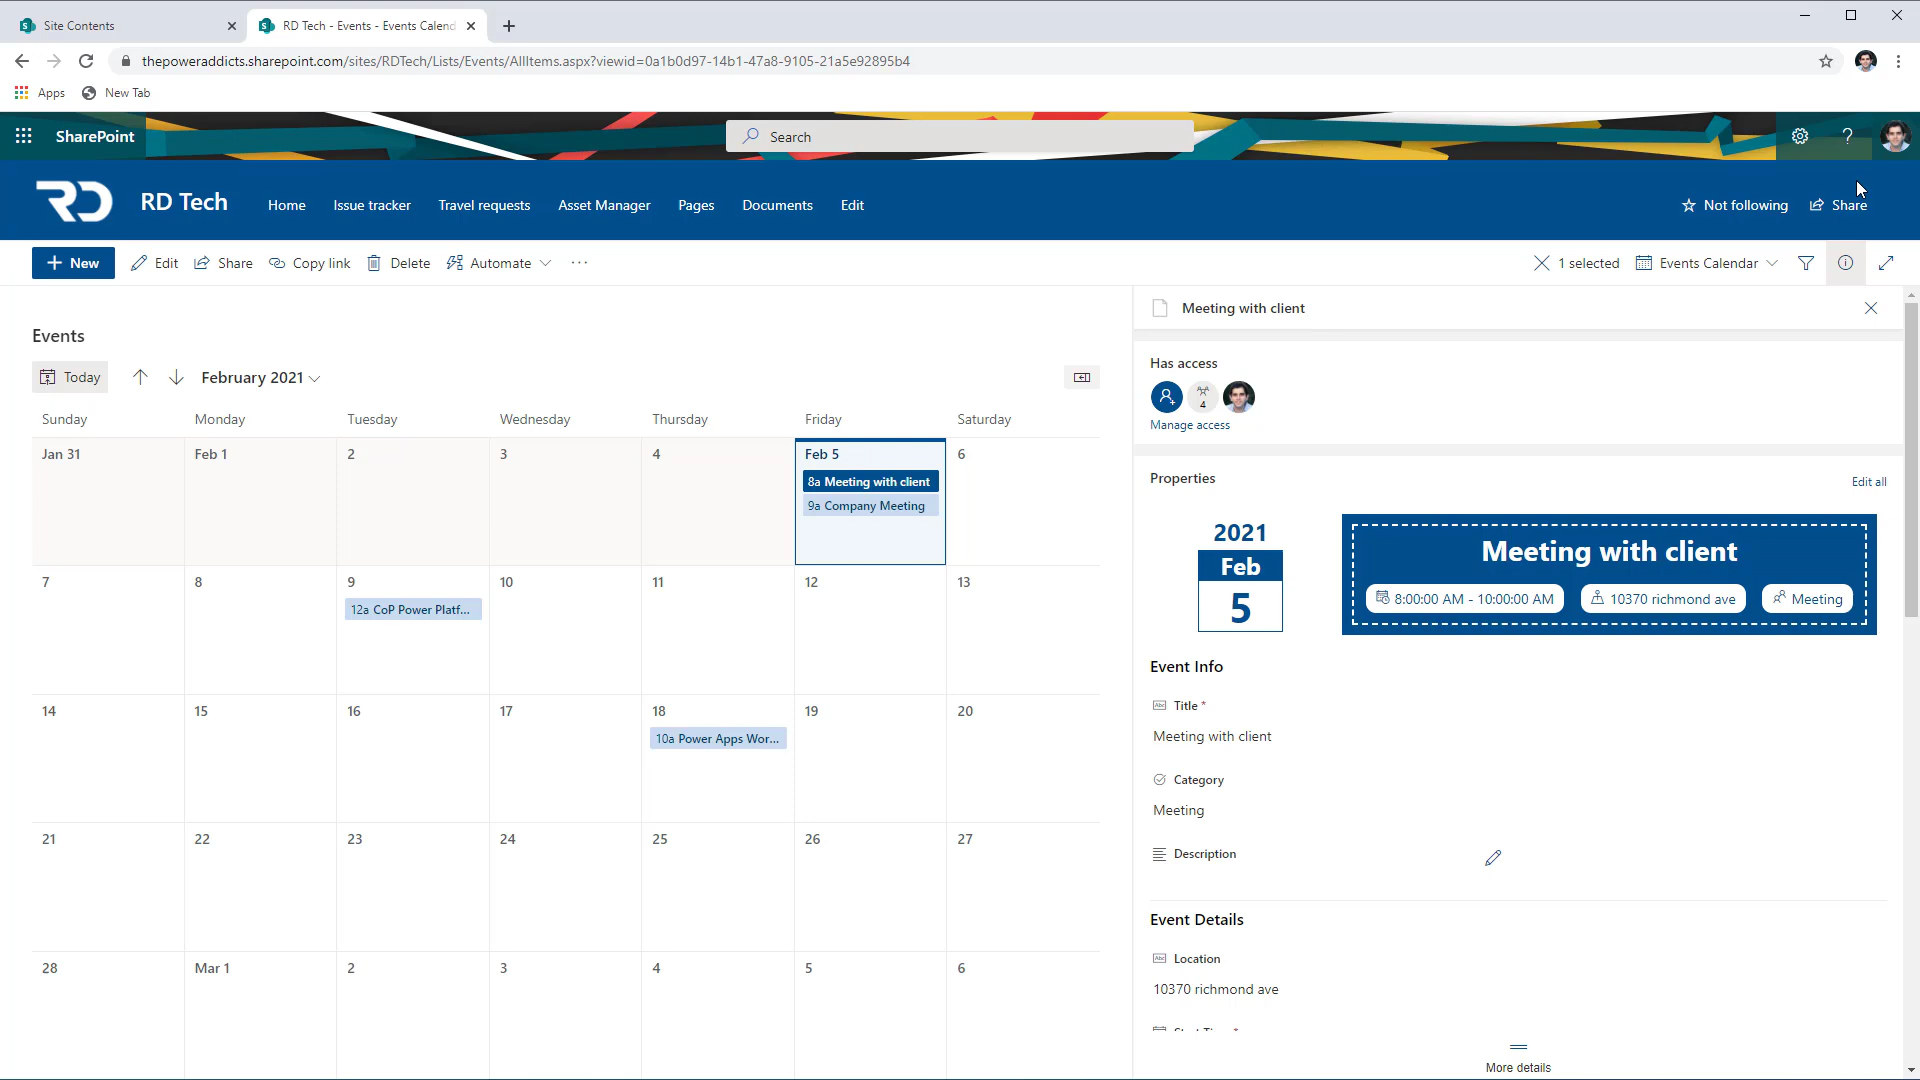 Site Contents
RD Tech - Events - Events Calend
thepoweraddicts.sharepoint.com/sites/RDTech/Lists/Events/AllItems.aspx?viewid=0a1b0d97-14b1-47a8-9105-21a5e92895b4
Apps New Tab
SharePoint Search ?
RD RD Tech Home Issue tracker Travel requests Asset Manager Pages Documents Edit Not following Share
New Edit Share Copy link Delete Automate ... 1 selected Events Calendar
Events
Today February 2021
Sunday Monday Tuesday Wednesday Thursday Friday Saturday
Jan 31 Feb 1 2 3 4 Feb 5 6
8a Meeting with client
9a Company Meeting
7 8 9 10 11 12 13
12a CoP Power Platf...
14 15 16 17 18 19 20
10a Power Apps Wor...
21 22 23 24 25 26 27
28 Mar 1 2 3 4 5 6
Meeting with client
Has access
4
Manage access
Properties Edit all
2021
Feb
5
Meeting with client
8:00:00 AM - 10:00:00 AM 10370 richmond ave Meeting
Event Info
Abc Title *
Meeting with client
Category
Meeting
Description
Event Details
Abc Location
10370 richmond ave
More details